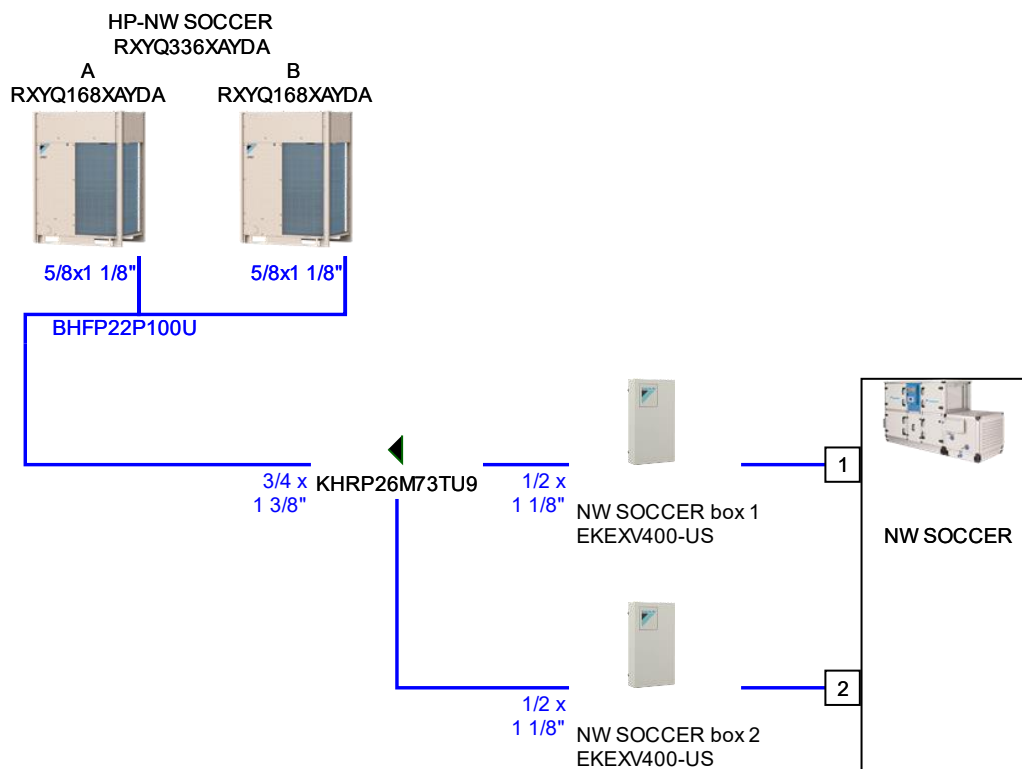 HP-NW SOCCER
RXYQ336XAYDA
A
RXYQ168XAYDA
B
RXYQ168XAYDA
5/8x1 1/8"
5/8x1 1/8"
BHFP22P100U
3/4 x
1 3/8"
KHRP26M73TU9
1/2 x
1 1/8"
NW SOCCER box 1
EKEXV400-US
1
NW SOCCER
1/2 x
1 1/8"
NW SOCCER box 2
EKEXV400-US
2